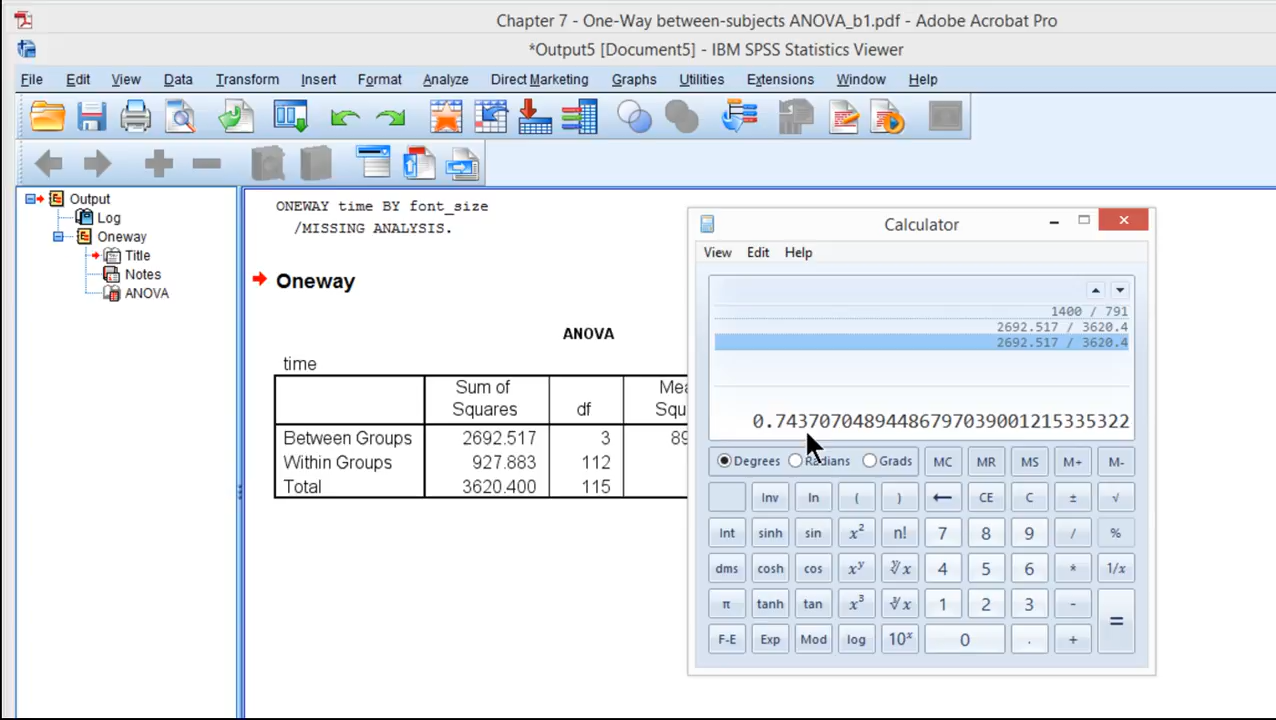 Chapter 7 - One-Way between-subjects ANOVA_b1.pdf - Adobe Acrobat Pro
*Output5 [Document5] - IBM SPSS Statistics Viewer
File Edit View Data Transform Insert Format Analyze Direct Marketing Graphs Utilities Extensions Window Help
Output
Log
Oneway
Title
Notes
ANOVA
ONEWAY time BY font_size
/MISSING ANALYSIS.
Oneway
ANOVA
time
Sum of Squares df
Between Groups 2692.517 3
Within Groups 927.883 112
Total 3620.400 115
Calculator
View Edit Help
1400 / 791
2692.517 / 3620.4
2692.517 / 3620.4
0.74370704894486797039001215335322
Degrees Radians Grads MC MR MS M+ M-
Inv ln ( ) ← CE C ± √
Int sinh sin x² n! 7 8 9 / %
dms cosh cos xʸ ʸ√x 4 5 6 * 1/x
π tanh tan x³ ³√x 1 2 3 - =
F-E Exp Mod log 10ˣ 0 . +